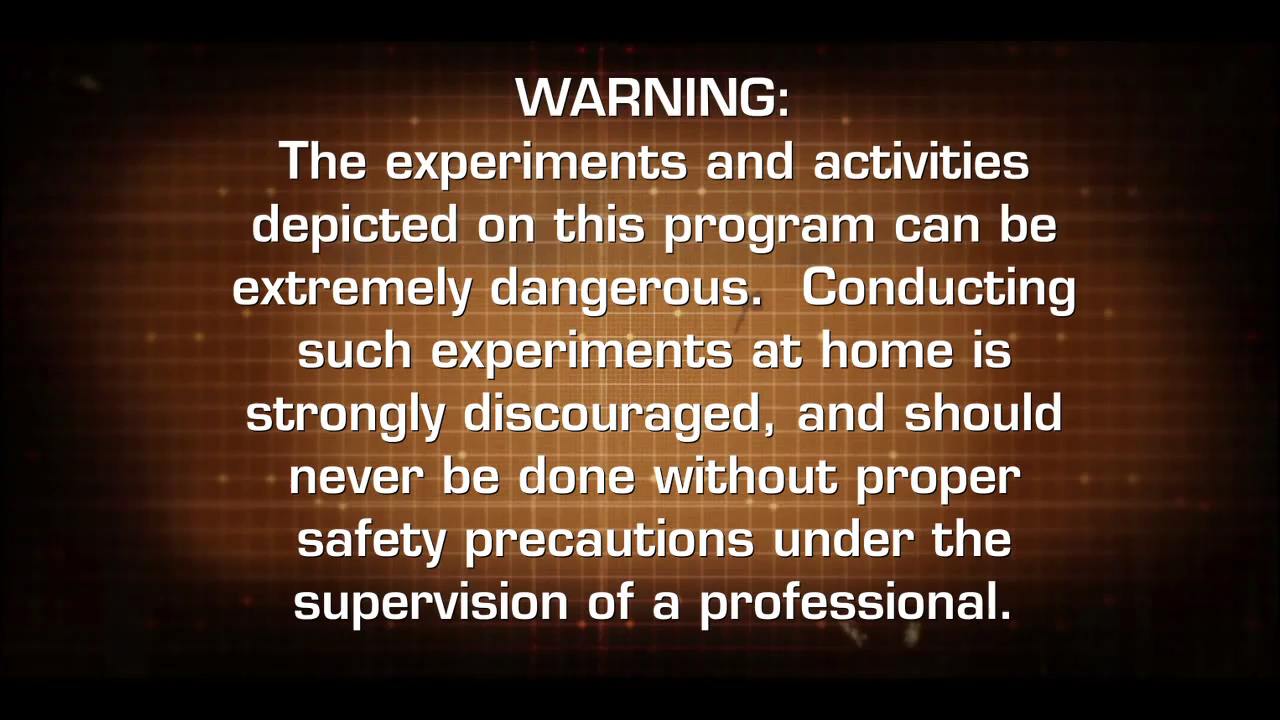 WARNING:
The experiments and activities
depicted on this program can be
extremely dangerous.  Conducting
such experiments at home is
strongly discouraged, and should
never be done without proper
safety precautions under the
supervision of a professional.